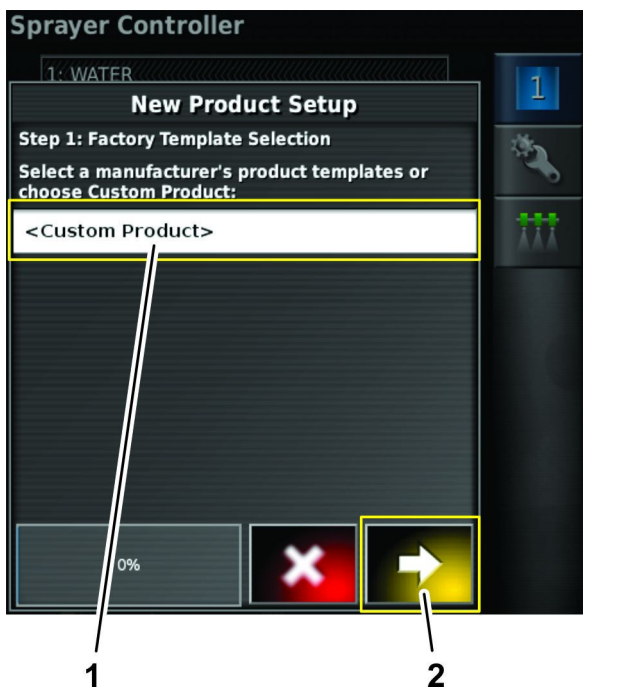 Sprayer Controller
1: WATER
1
New Product Setup
Step 1: Factory Template Selection
Select a manufacturer's product templates or
choose Custom Product:
<Custom Product>
0%
1
2